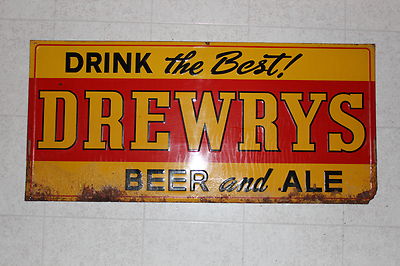 DRINK the Best!
DREWRYS
BEER and ALE